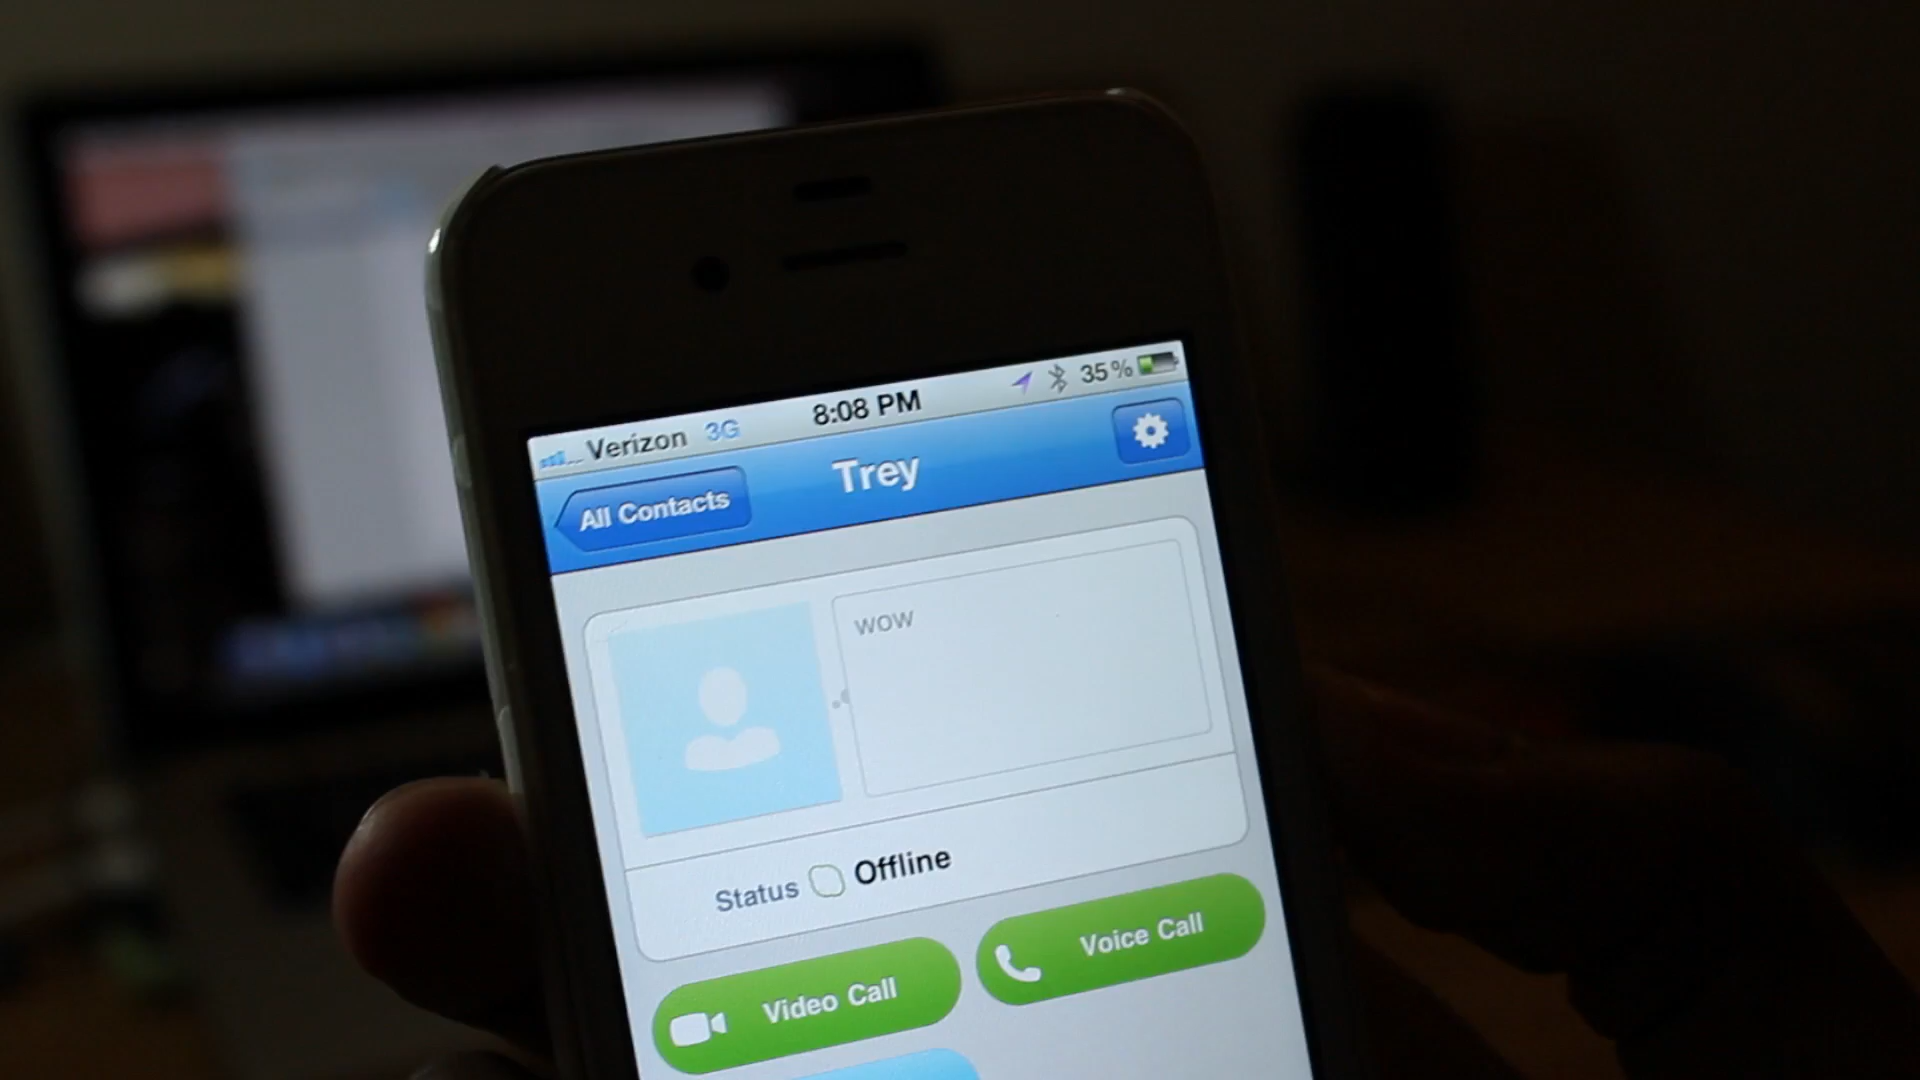 Verizon 3G 8:08 PM 35%
All Contacts Trey
wow
Status Offline
Video Call Voice Call